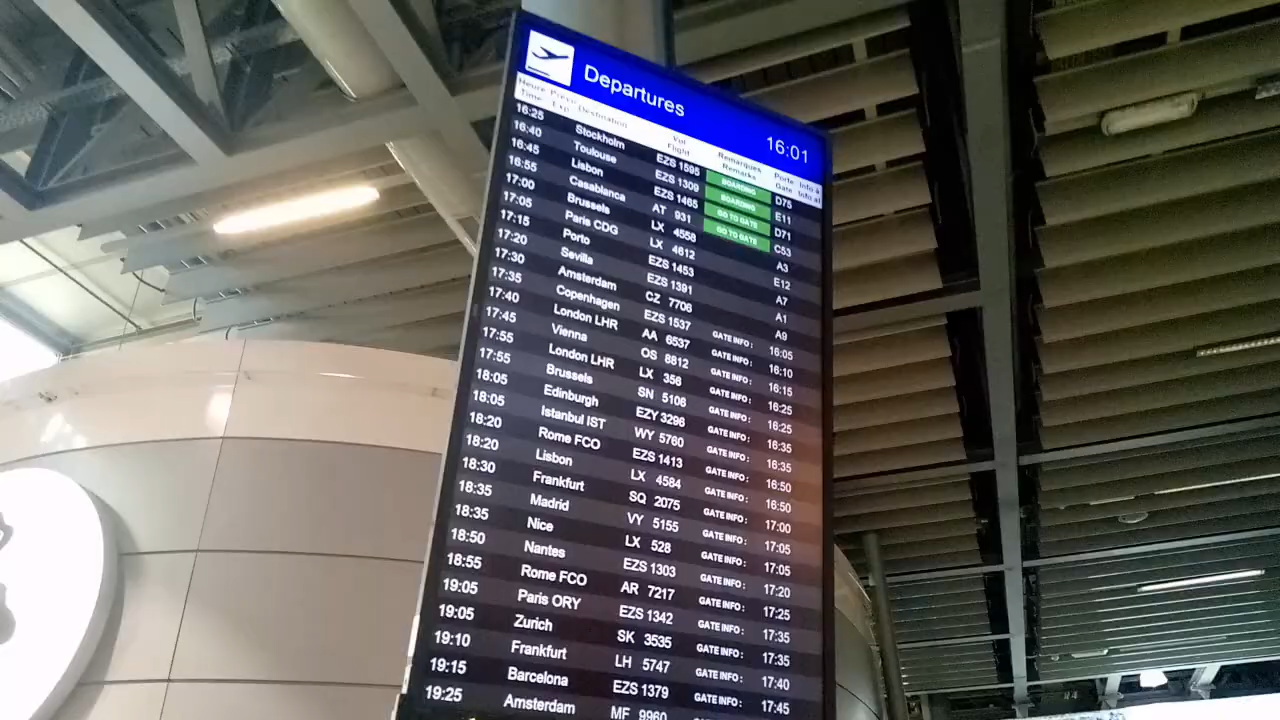 Departures 16:01
Heure Prévu Destination Vol Remarques Porte Info à
Time Exp Flight Remarks Gate Info at
16:25 Stockholm EZS 1595 BOARDING D75
16:40 Toulouse EZS 1309 BOARDING E11
16:45 Lisbon EZS 1465 GO TO GATE D71
16:55 Casablanca AT 931 GO TO GATE C53
17:00 Brussels LX 4558 A3
17:05 Paris CDG LX 4612 E12
17:15 Porto EZS 1453 A7
17:20 Sevilla EZS 1391 A1
17:30 Amsterdam CZ 7706 A9
17:35 Copenhagen EZS 1537 GATE INFO : 16:05
17:40 London LHR AA 6537 GATE INFO : 16:10
17:45 Vienna OS 8812 GATE INFO : 16:15
17:55 London LHR LX 356 GATE INFO : 16:25
17:55 Brussels SN 5106 GATE INFO : 16:25
18:05 Edinburgh EZY 3296 GATE INFO : 16:35
18:05 Istanbul IST WY 5760 GATE INFO : 16:35
18:20 Rome FCO EZS 1413 GATE INFO : 16:50
18:20 Lisbon LX 4584 GATE INFO : 16:50
18:30 Frankfurt SQ 2075 GATE INFO : 17:00
18:35 Madrid VY 5155 GATE INFO : 17:05
18:35 Nice LX 528 GATE INFO : 17:05
18:50 Nantes EZS 1303 GATE INFO : 17:20
18:55 Rome FCO AR 7217 GATE INFO : 17:25
19:05 Paris ORY EZS 1342 GATE INFO : 17:35
19:05 Zurich SK 3535 GATE INFO : 17:35
19:10 Frankfurt LH 5747 GATE INFO : 17:40
19:15 Barcelona EZS 1379 GATE INFO : 17:45
19:25 Amsterdam MF 9960